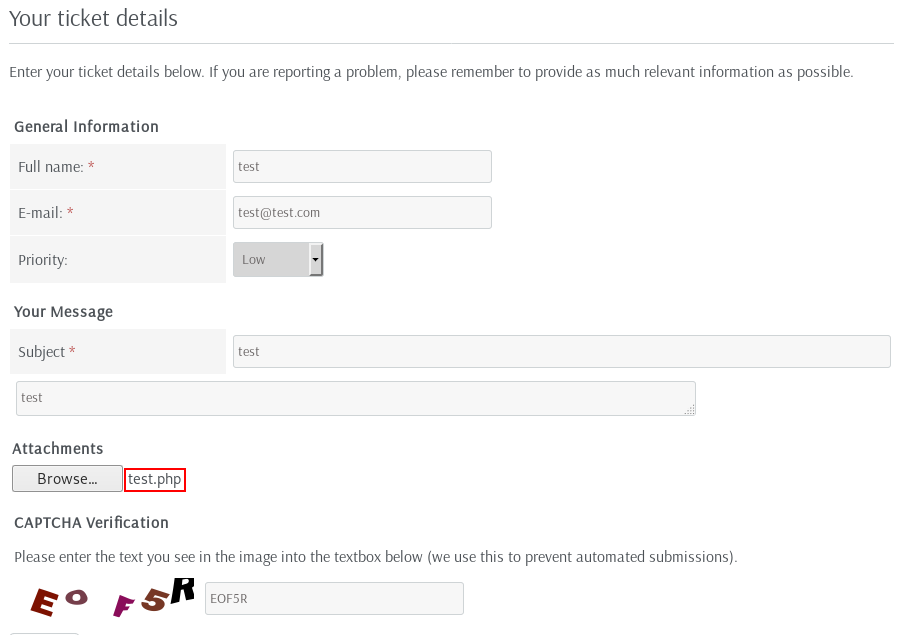 Your ticket details
Enter your ticket details below. If you are reporting a problem, please remember to provide as much relevant information as possible.
General Information
Full name: * test
E-mail: * test@test.com
Priority: Low
Your Message
Subject * test
test
Attachments
Browse... test.php
CAPTCHA Verification
Please enter the text you see in the image into the textbox below (we use this to prevent automated submissions).
EOF5R EOF5R